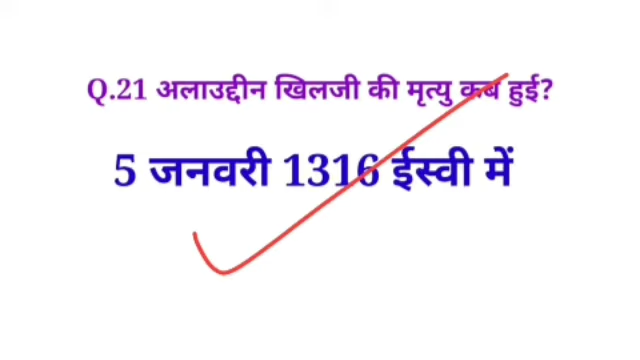 Q.21 अलाउद्दीन खिलजी की मृत्यु कब हुई?
5 जनवरी 1316 ईस्वी में